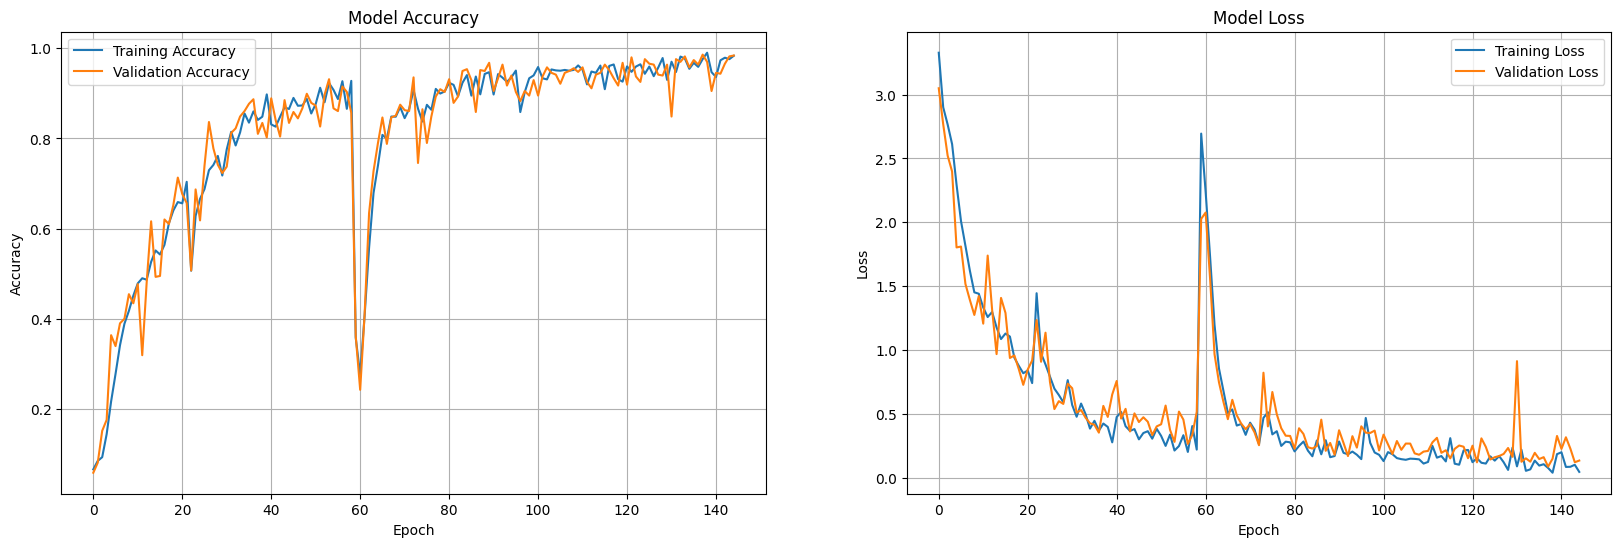 Model Accuracy
Training Accuracy
Validation Accuracy
1.0
0.8
0.6
0.4
0.2
Accuracy
0 20 40 60 80 100 120 140
Epoch
Model Loss
Training Loss
Validation Loss
3.0
2.5
2.0
1.5
1.0
0.5
0.0
Loss
0 20 40 60 80 100 120 140
Epoch